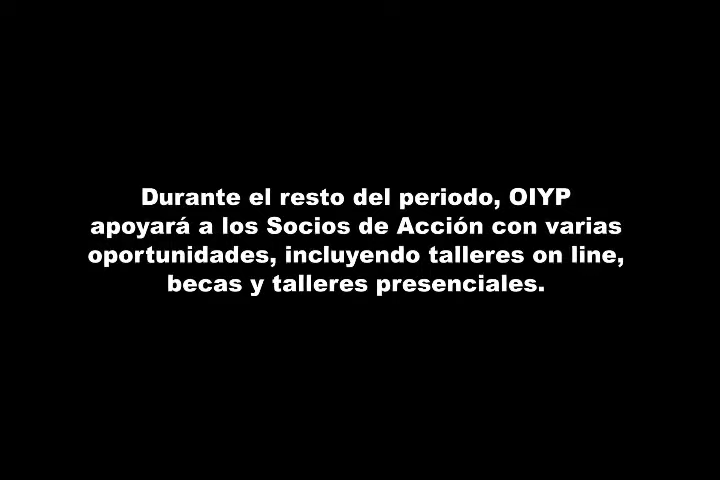 Durante el resto del periodo, OIYP
apoyará a los Socios de Acción con varias
oportunidades, incluyendo talleres on line,
becas y talleres presenciales.